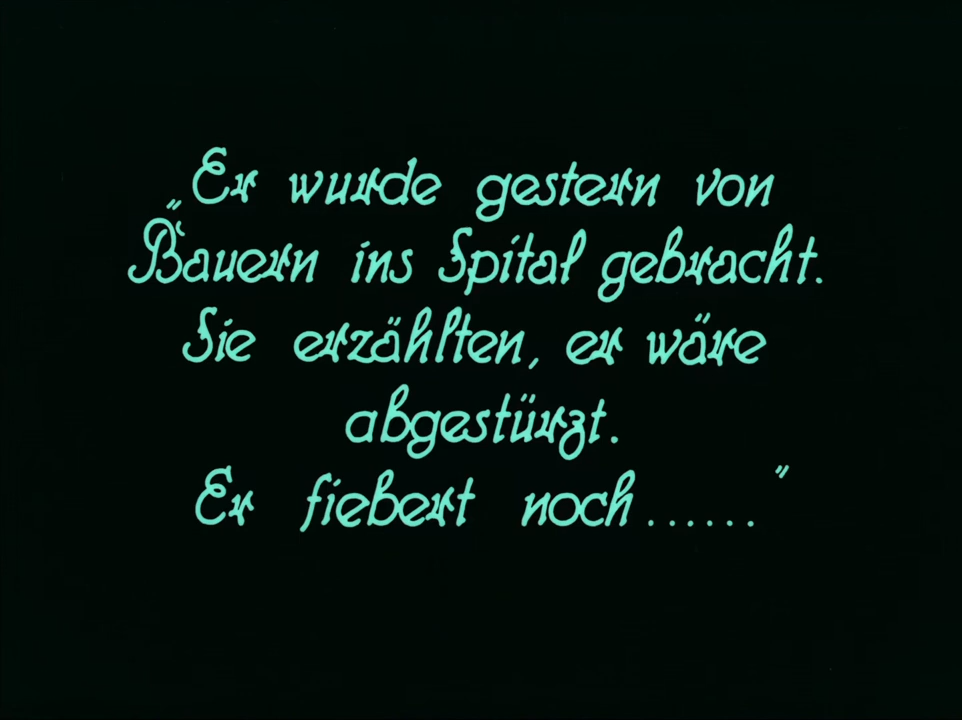 „Er wurde gestern von
Bauern ins Spital gebracht.
Sie erzählten, er wäre
abgestürzt.
Er fiebert noch......"